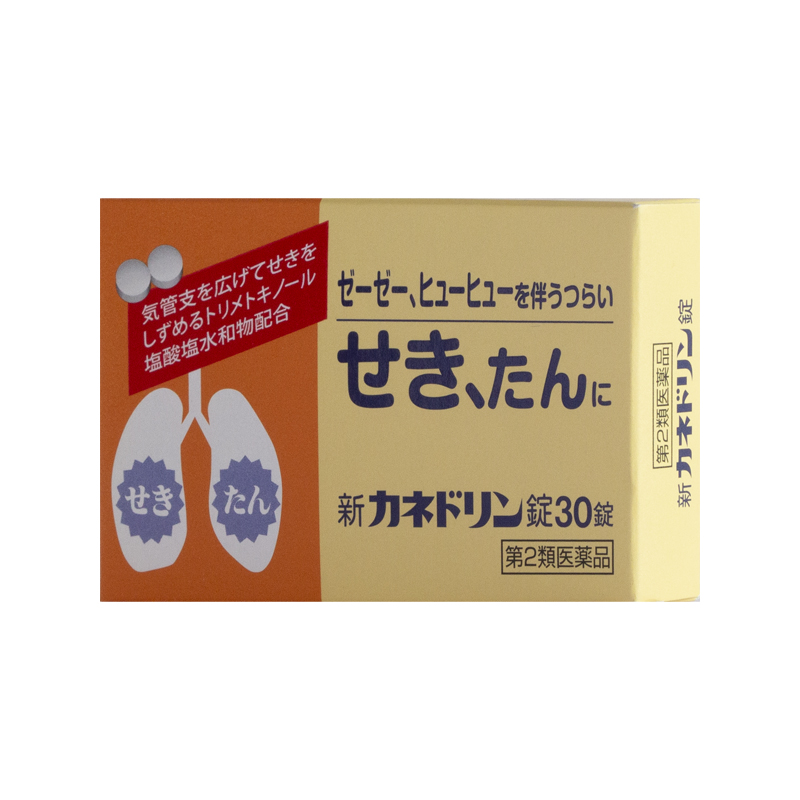 気管支を広げてせきを
しずめるトリメトキノール
塩酸塩水和物配合
せき
たん
ゼーゼー、ヒューヒューを伴うつらい
せき、たんに
新カネドリン錠30錠
第2類医薬品
新カネドリン錠
第2類医薬品